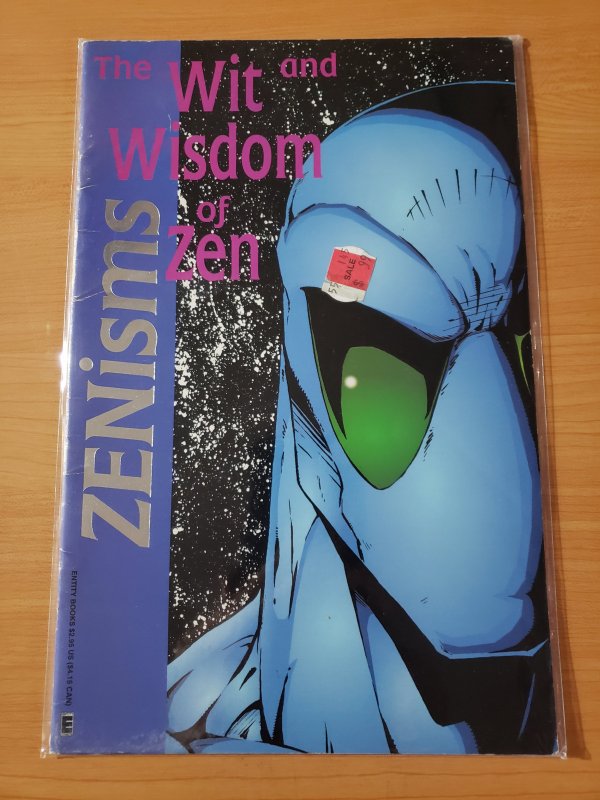 The Wit and
Wisdom
of
Zen
ZENisms
SALE
ENTITY BOOKS $2.95 US ($4.15 CAN)